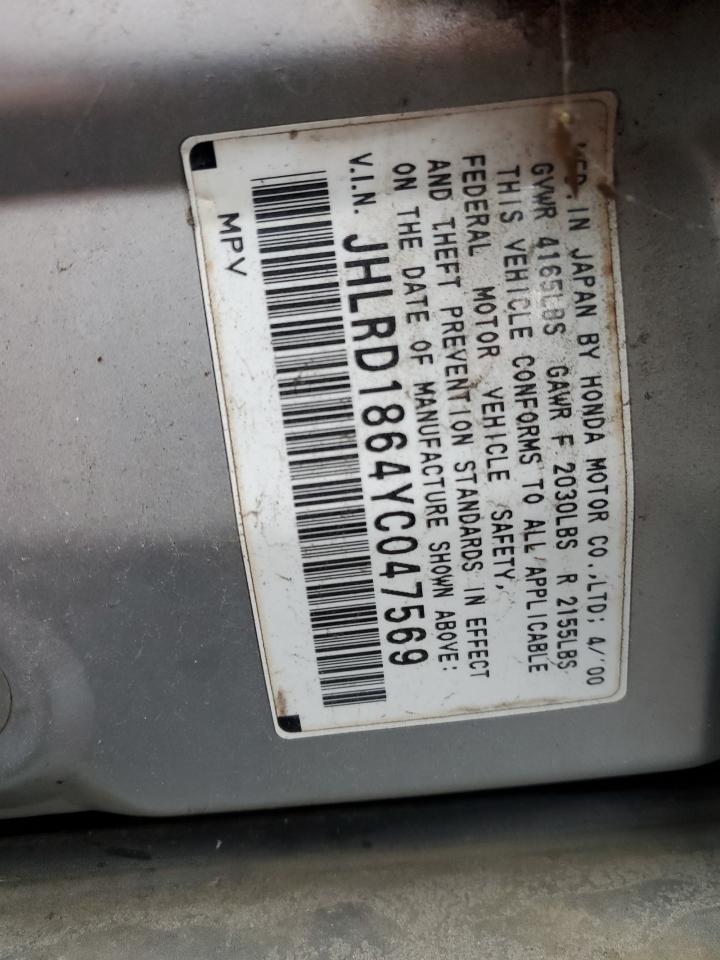 MFD. IN JAPAN BY HONDA MOTOR CO.,LTD; 4/'00
GVWR 4165LBS GAWR F 2030LBS R 2155LBS
THIS VEHICLE CONFORMS TO ALL APPLICABLE
FEDERAL MOTOR VEHICLE SAFETY,
AND THEFT PREVENTION STANDARDS IN EFFECT
ON THE DATE OF MANUFACTURE SHOWN ABOVE;
V.I.N. JHLRD1864YC047569
MPV